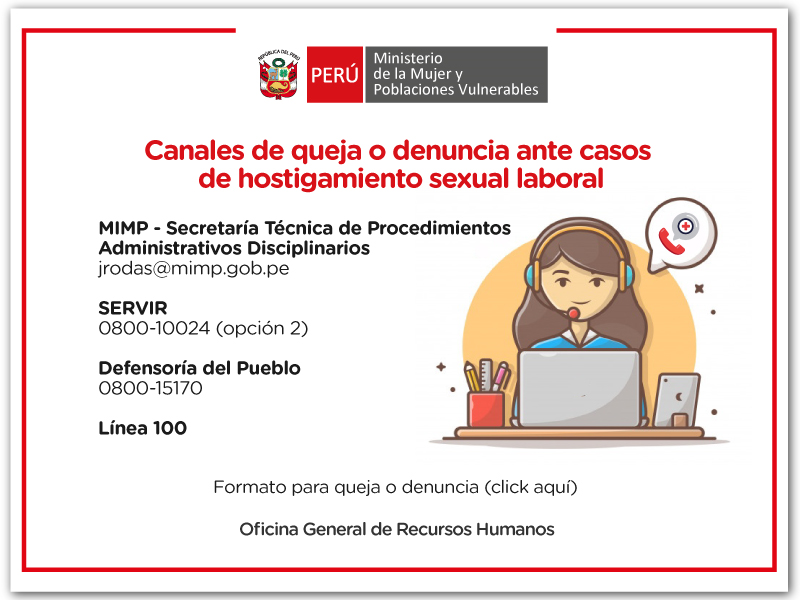 REPÚBLICA DEL PERÚ
PERÚ
Ministerio
de la Mujer y
Poblaciones Vulnerables
Canales de queja o denuncia ante casos
de hostigamiento sexual laboral
MIMP - Secretaría Técnica de Procedimientos
Administrativos Disciplinarios
jrodas@mimp.gob.pe
SERVIR
0800-10024 (opción 2)
Defensoría del Pueblo
0800-15170
Línea 100
Formato para queja o denuncia (click aquí)
Oficina General de Recursos Humanos